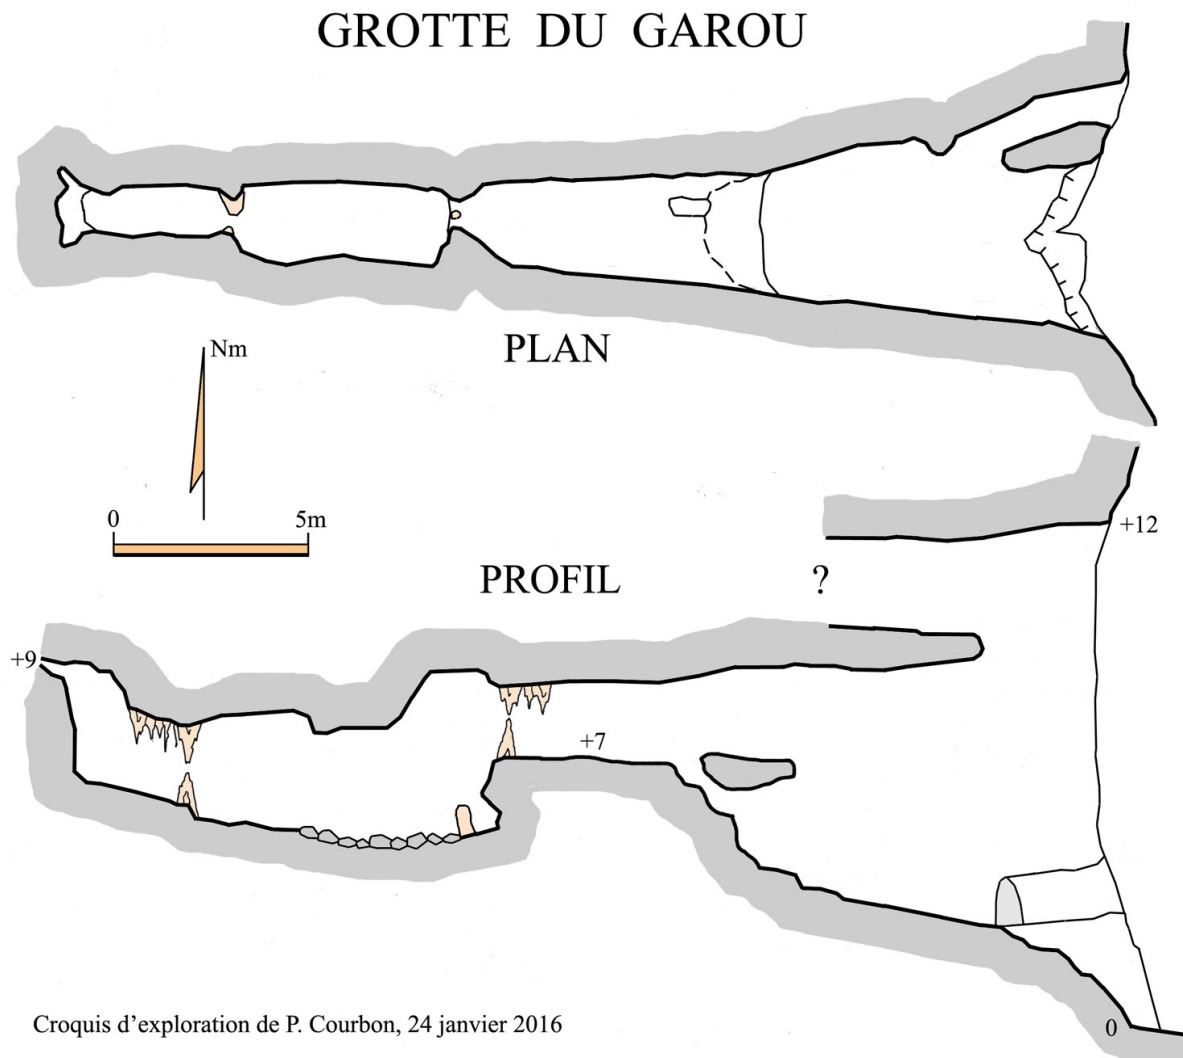 GROTTE DU GAROU
PLAN
Nm
0 5m
+12
PROFIL ?
+9
+7
0
Croquis d'exploration de P. Courbon, 24 janvier 2016